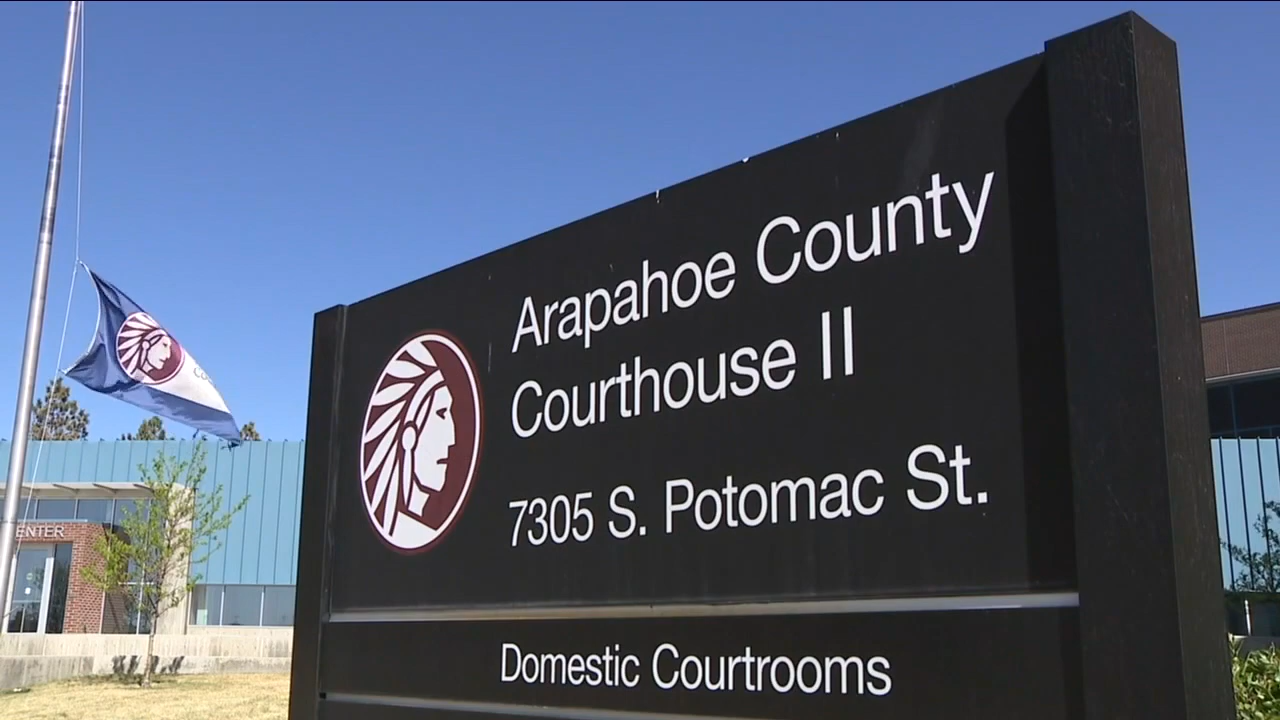 Arapahoe County
Courthouse II
7305 S. Potomac St.
Domestic Courtrooms
ENTER